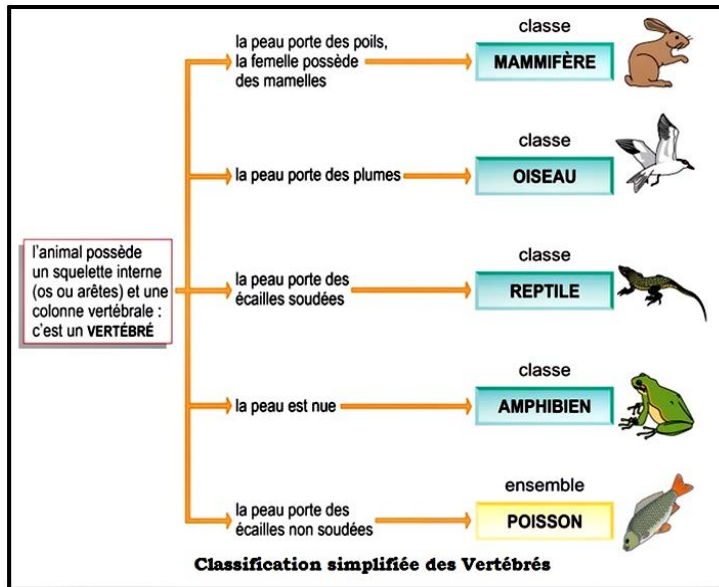 l'animal possède
un squelette interne
(os ou arêtes) et une
colonne vertébrale :
c'est un VERTÉBRÉ
la peau porte des poils,
la femelle possède
des mamelles
classe
MAMMIFÈRE
la peau porte des plumes
classe
OISEAU
la peau porte des
écailles soudées
classe
REPTILE
la peau est nue
classe
AMPHIBIEN
la peau porte des
écailles non soudées
ensemble
POISSON
Classification simplifiée des Vertébrés